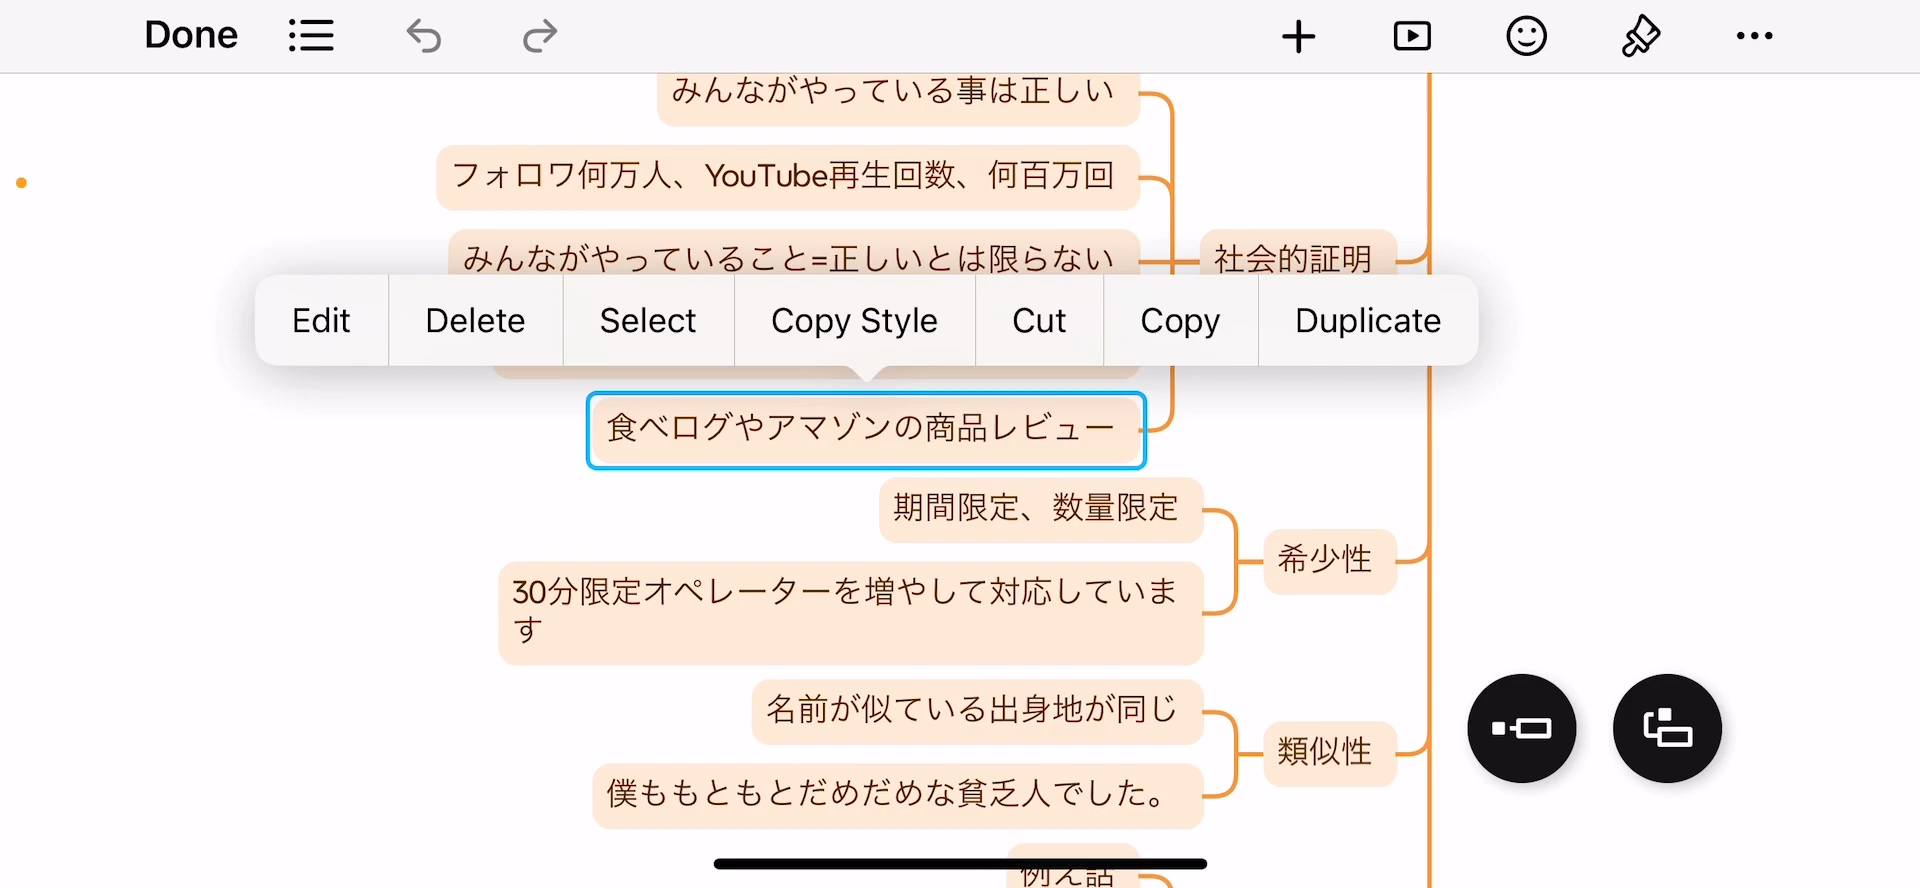 Done
みんながやっている事は正しい
フォロワ何万人、YouTube再生回数、何百万回
みんながやっていること=正しいとは限らない
社会的証明
Edit
Delete
Select
Copy Style
Cut
Copy
Duplicate
食べログやアマゾンの商品レビュー
期間限定、数量限定
希少性
30分限定オペレーターを増やして対応していま
す
名前が似ている出身地が同じ
類似性
僕ももともとだめだめな貧乏人でした。
例え話